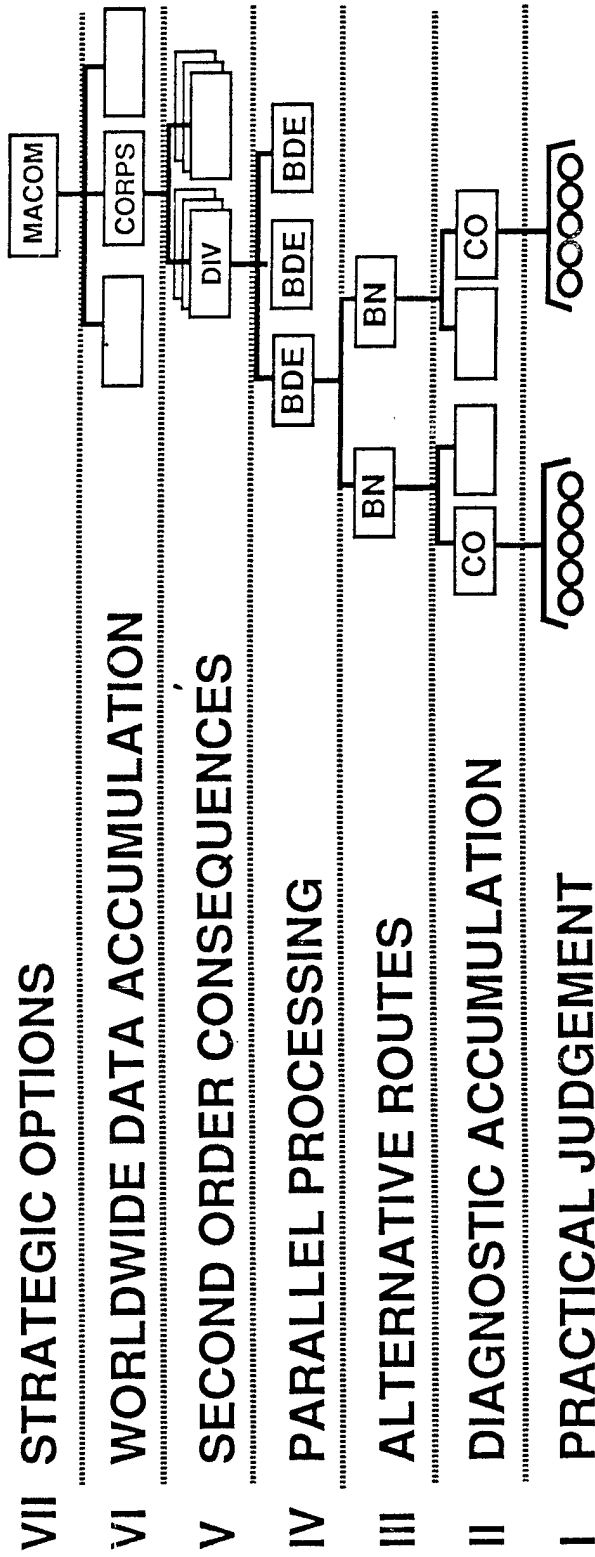 VII STRATEGIC OPTIONS MACOM
VI WORLDWIDE DATA ACCUMULATION CORPS
V SECOND ORDER CONSEQUENCES DIV
IV PARALLEL PROCESSING BDE BDE BDE
III ALTERNATIVE ROUTES BN BN
II DIAGNOSTIC ACCUMULATION CO CO
I PRACTICAL JUDGEMENT